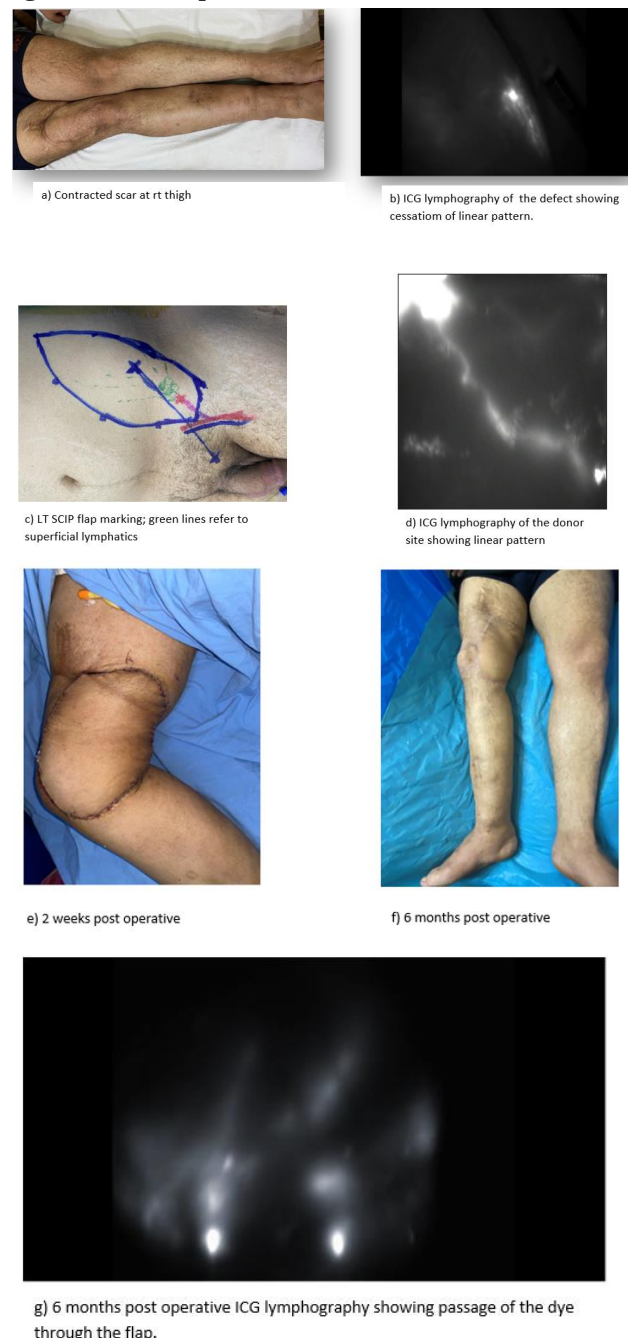 a) Contracted scar at rt thigh
b) ICG lymphography of the defect showing
cessatiom of linear pattern.
c) LT SCIP flap marking; green lines refer to
superficial lymphatics
d) ICG lymphography of the donor
site showing linear pattern
e) 2 weeks post operative
f) 6 months post operative
g) 6 months post operative ICG lymphography showing passage of the dye
through the flap.